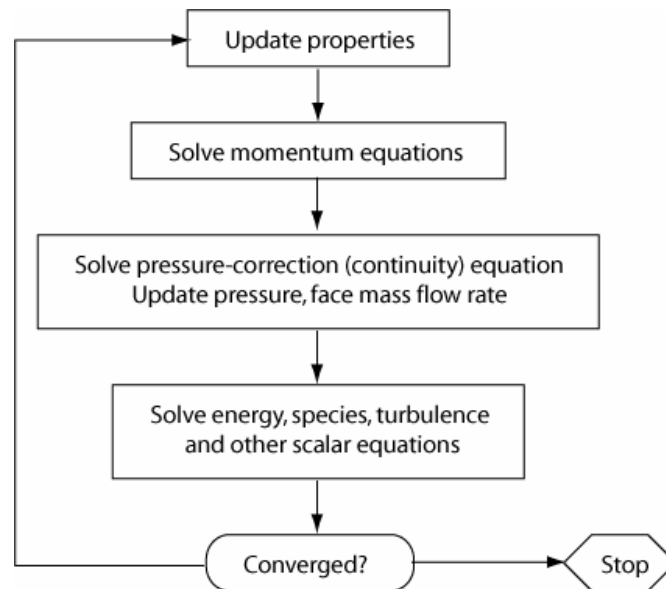 Update properties
Solve momentum equations
Solve pressure-correction (continuity) equation
Update pressure, face mass flow rate
Solve energy, species, turbulence
and other scalar equations
Converged?
Stop